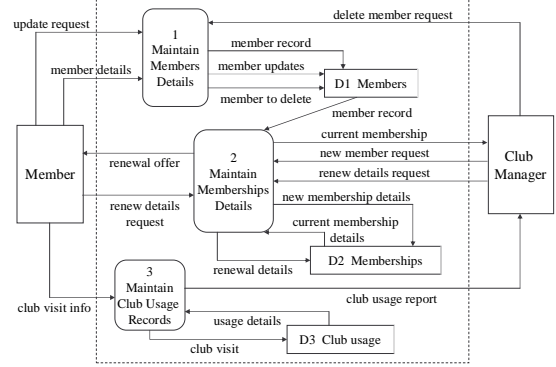 update request
delete member request
1
Maintain
Members
Details
member record
member details
member updates
member to delete
D1 Members
member record
Member
renewal offer
renew details
request
2
Maintain
Memberships
Details
current membership
new member request
renew details request
new membership details
current membership
details
Club
Manager
renewal details
D2 Memberships
3
Maintain
Club Usage
Records
club visit info
club usage report
usage details
club visit
D3 Club usage